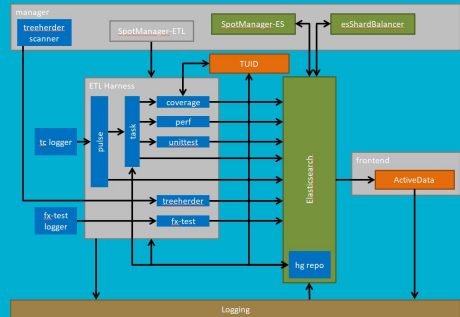 manager
treeherder
scanner
SpotManager-ETL
SpotManager-ES
esShardBalancer
TUID
ETL Harness
coverage
perf
unittest
pulse
task
tc logger
Elasticsearch
frontend
ActiveData
treeherder
fx-test
logger
fx-test
hg repo
Logging